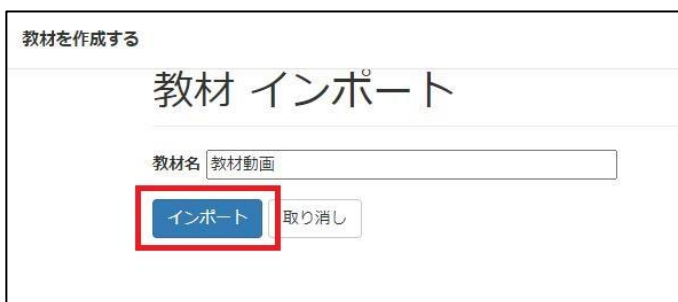 教材を作成する
教材 インポート
教材名 教材動画
インポート 取り消し